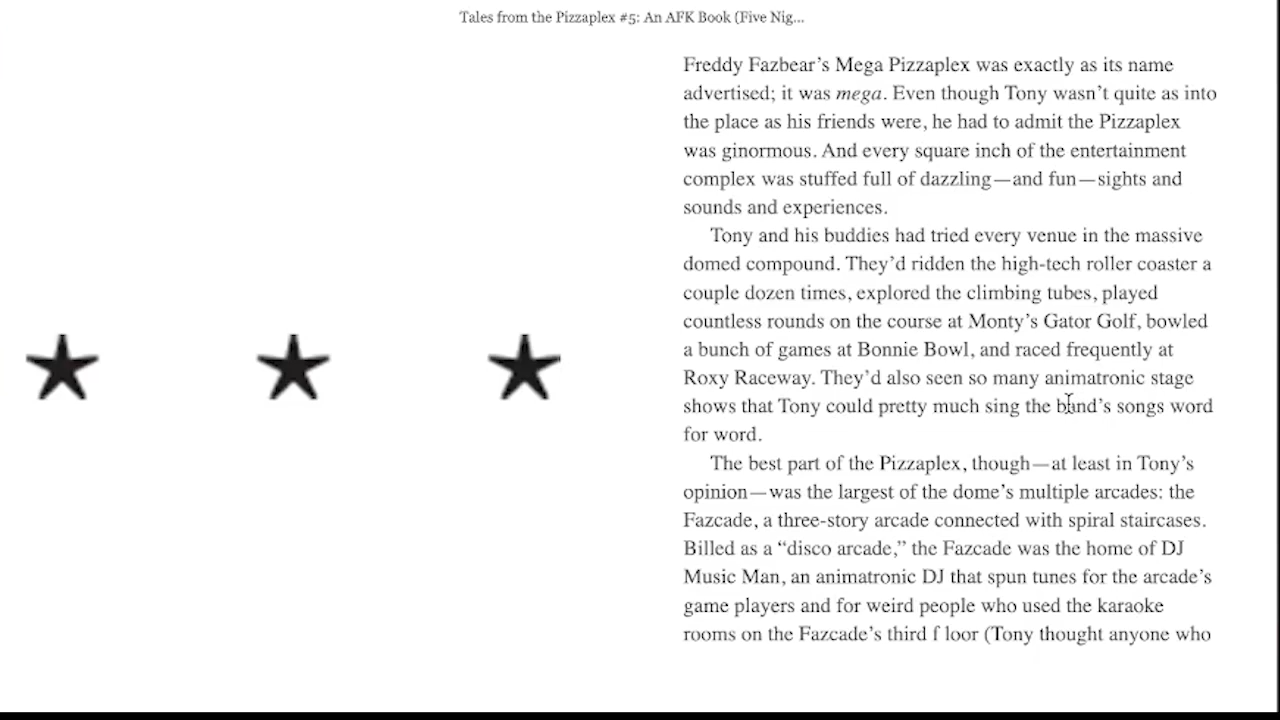 Tales from the Pizzaplex #5: An AFK Book (Five Nig...
Freddy Fazbear’s Mega Pizzaplex was exactly as its name
advertised; it was mega. Even though Tony wasn’t quite as into
the place as his friends were, he had to admit the Pizzaplex
was ginormous. And every square inch of the entertainment
complex was stuffed full of dazzling—and fun—sights and
sounds and experiences.
Tony and his buddies had tried every venue in the massive
domed compound. They’d ridden the high-tech roller coaster a
couple dozen times, explored the climbing tubes, played
countless rounds on the course at Monty’s Gator Golf, bowled
a bunch of games at Bonnie Bowl, and raced frequently at
Roxy Raceway. They’d also seen so many animatronic stage
shows that Tony could pretty much sing the band’s songs word
for word.
The best part of the Pizzaplex, though—at least in Tony’s
opinion—was the largest of the dome’s multiple arcades: the
Fazcade, a three-story arcade connected with spiral staircases.
Billed as a “disco arcade,” the Fazcade was the home of DJ
Music Man, an animatronic DJ that spun tunes for the arcade’s
game players and for weird people who used the karaoke
rooms on the Fazcade’s third f loor (Tony thought anyone who